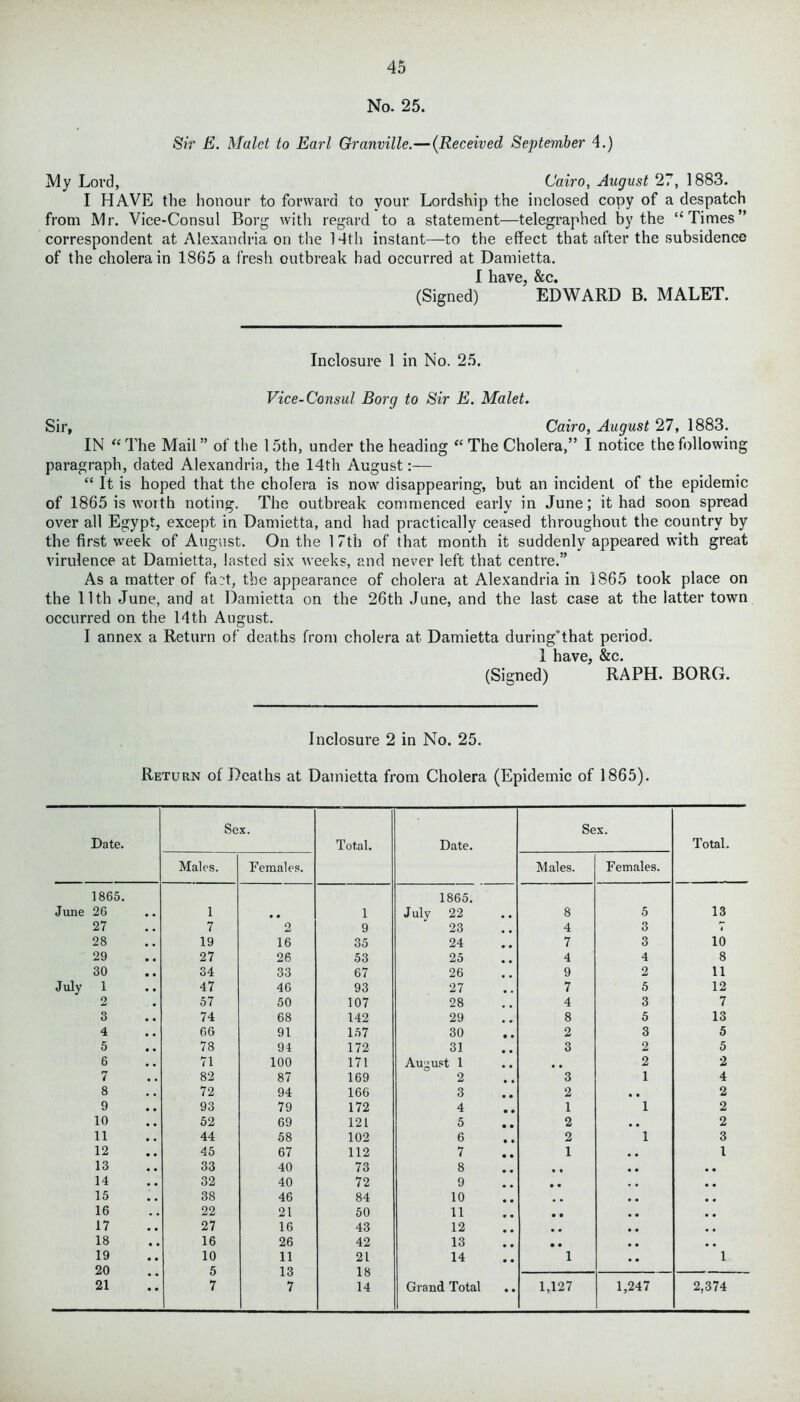 45
No. 25.
Sir E. Malet to Earl Granville.—(Received September 4.)
My Lord, Cairo, August 27, 1883.
I HAVE the honour to forward to your Lordship the inclosed copy of a despatch
from Mr. Vice-Consul Borg with regard to a statement—telegraphed by the “Times”
correspondent at Alexandria on the 14th instant—to the effect that after the subsidence
of the cholera in 1865 a fresh outbreak had occurred at Damietta.
I have, &c.
(Signed) EDWARD B. MALET.
Inclosure 1 in No. 25.
Vice-Consul Borg to Sir E. Malet.
Sir, Cairo, August 27, 1883.
IN “The Mail” of the 15th, under the heading “The Cholera,” I notice the following
paragraph, dated Alexandria, the 14th August:—
“It is hoped that the cholera is now disappearing, but an incident of the epidemic
of 1865 is worth noting. The outbreak commenced early in June; it had soon spread
over all Egypt, except in Damietta, and had practically ceased throughout the country by
the first week of August. On the 17th of that month it suddenly appeared with great
virulence at Damietta, lasted six weeks, and never left that centre.”
As a matter of fact, the appearance of cholera at Alexandria in 1865 took place on
the 11th June, and at Damietta on the 26th June, and the last case at the latter town
occurred on the 14th August.
I annex a Return of deaths from cholera at Damietta during that period.
I have, &c.
(Signed) RAPH. BORG.
Inclosure 2 in No. 25.
RETURN of Deaths at Damietta from Cholera (Epidemic of 1865).
Date. Sex. Total. Date. Sex. Total.
Males. Females. Males. Females.
1865. 1865.
June 26 .. 1 .. 1 July 22 .. 8 5 13
27 .. 7 2 9 23 .. 4 3 7
28 .. 19 16 35 24 .. 7 3 10
29 .. 27 26 53 25 .. 4 4 8
30 .. 34 33 67 26 .. 9 2 11
July 1 .. 47 46 93 27 .. 7 5 12
2 .. 57 50 107 28 .. 4 3 7
3 .. 74 68 142 29 .. 8 5 13
4 .. 66 91 157 30 .. 2 3 5
5 .. 78 94 172 31 .. 3 2 5
6 .. 71 100 171 August 1 .. .. 2 2
7 .. 82 87 169 2 .. 3 1 4
8 .. 72 94 166 3 .. 2 .. 2
9 .. 93 79 172 4 .. 1 1 2
10 .. 52 69 121 5 .. 2 .. 2
11 .. 44 58 102 6 .. 2 1 3
12 .. 45 67 112 7 .. 1 .. 1
13 .. 33 40 73 8 .. .. .. ..
14 .. 32 40 72 9 .. .. .. ..
15 .. 38 46 84 10 .. .. .. ..
16 .. 22 21 50 11 .. .. .. ..
17 .. 27 16 43 12 .. .. .. ..
18 .. 16 26 42 13 .. .. .. ..
19 .. 10 11 21 14 .. 1 .. 1
20 .. 5 13 18
21 .. 7 7 14 Grand Total .. 1,127 1,247 2,374